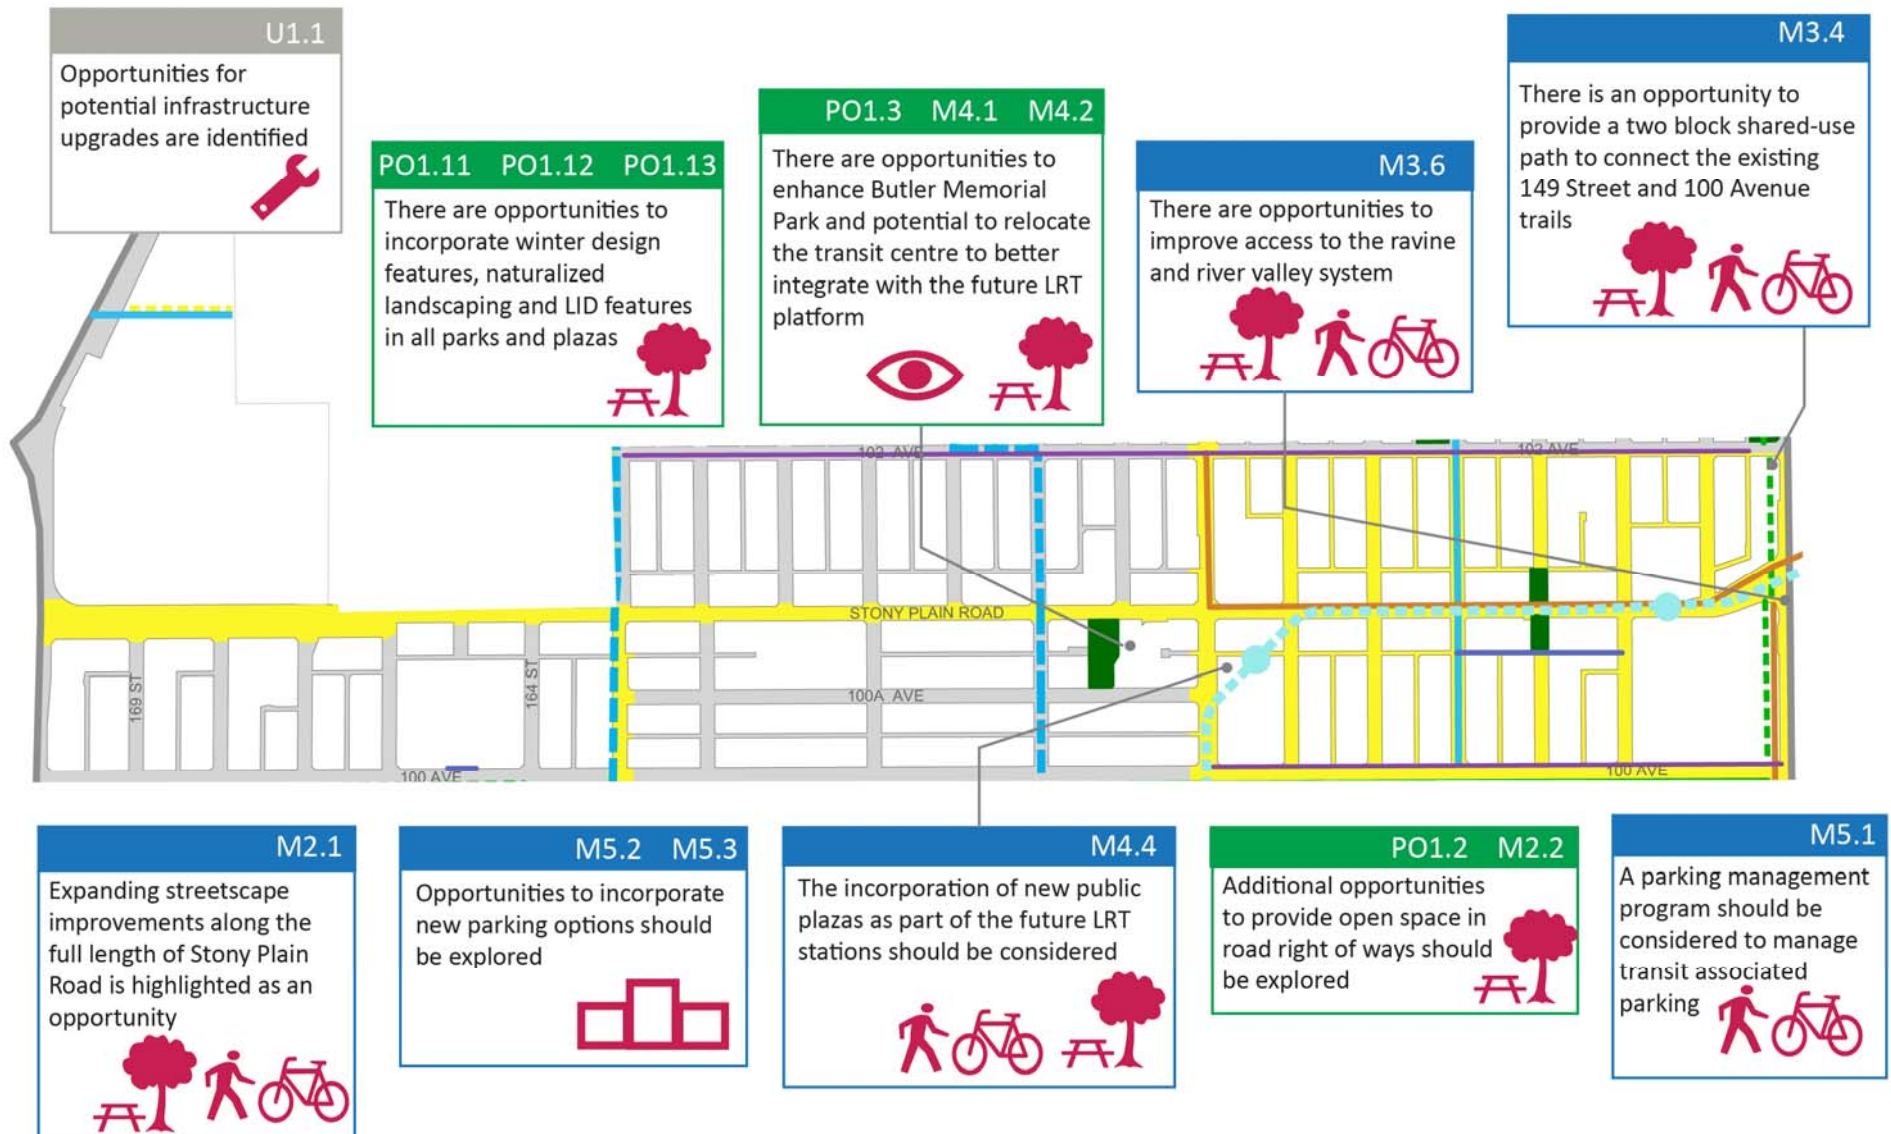 U1.1
Opportunities for
potential infrastructure
upgrades are identified
PO1.11 PO1.12 PO1.13
There are opportunities to
incorporate winter design
features, naturalized
landscaping and LID features
in all parks and plazas
PO1.3 M4.1 M4.2
There are opportunities to
enhance Butler Memorial
Park and potential to relocate
the transit centre to better
integrate with the future LRT
platform
M3.6
There are opportunities to
improve access to the ravine
and river valley system
M3.4
There is an opportunity to
provide a two block shared-use
path to connect the existing
149 Street and 100 Avenue
trails
102 AVE
102 AVE
STONY PLAIN ROAD
169 ST
164 ST
100A AVE
100 AVE
100 AVE
M2.1
Expanding streetscape
improvements along the
full length of Stony Plain
Road is highlighted as an
opportunity
M5.2 M5.3
Opportunities to incorporate
new parking options should
be explored
M4.4
The incorporation of new public
plazas as part of the future LRT
stations should be considered
PO1.2 M2.2
Additional opportunities
to provide open space in
road right of ways should
be explored
M5.1
A parking management
program should be
considered to manage
transit associated
parking